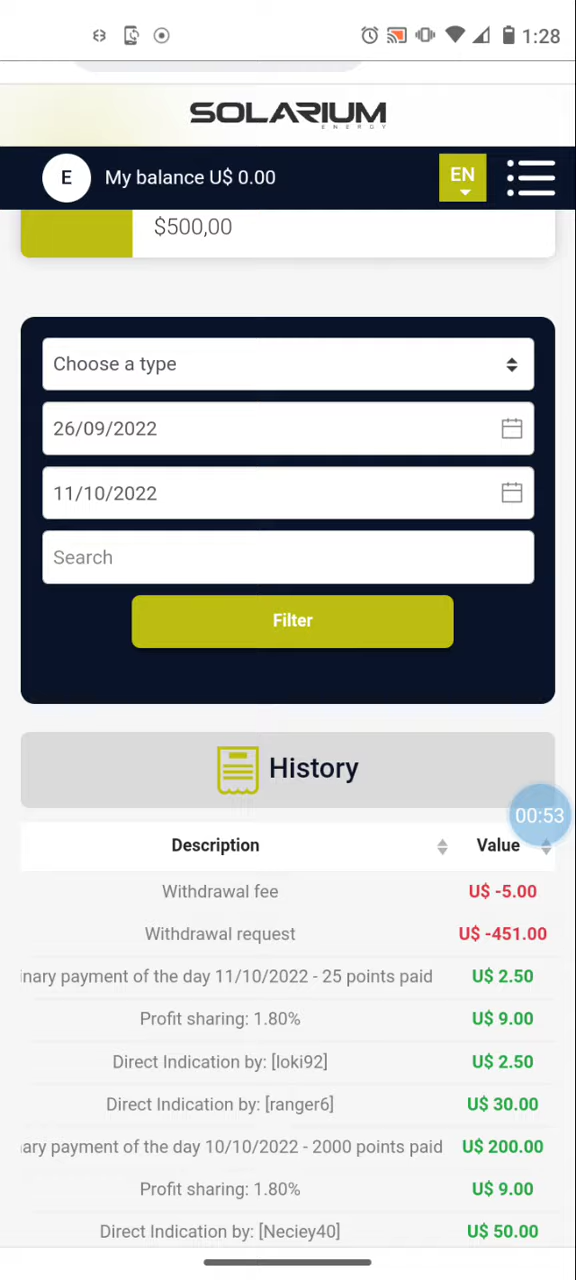 1:28
SOLARIUM
ENERGY
E My balance U$ 0.00 EN
$500,00
Choose a type
26/09/2022
11/10/2022
Search
Filter
History
00:53
Description Value
Withdrawal fee U$ -5.00
Withdrawal request U$ -451.00
inary payment of the day 11/10/2022 - 25 points paid U$ 2.50
Profit sharing: 1.80% U$ 9.00
Direct Indication by: [loki92] U$ 2.50
Direct Indication by: [ranger6] U$ 30.00
ary payment of the day 10/10/2022 - 2000 points paid U$ 200.00
Profit sharing: 1.80% U$ 9.00
Direct Indication by: [Neciey40] U$ 50.00